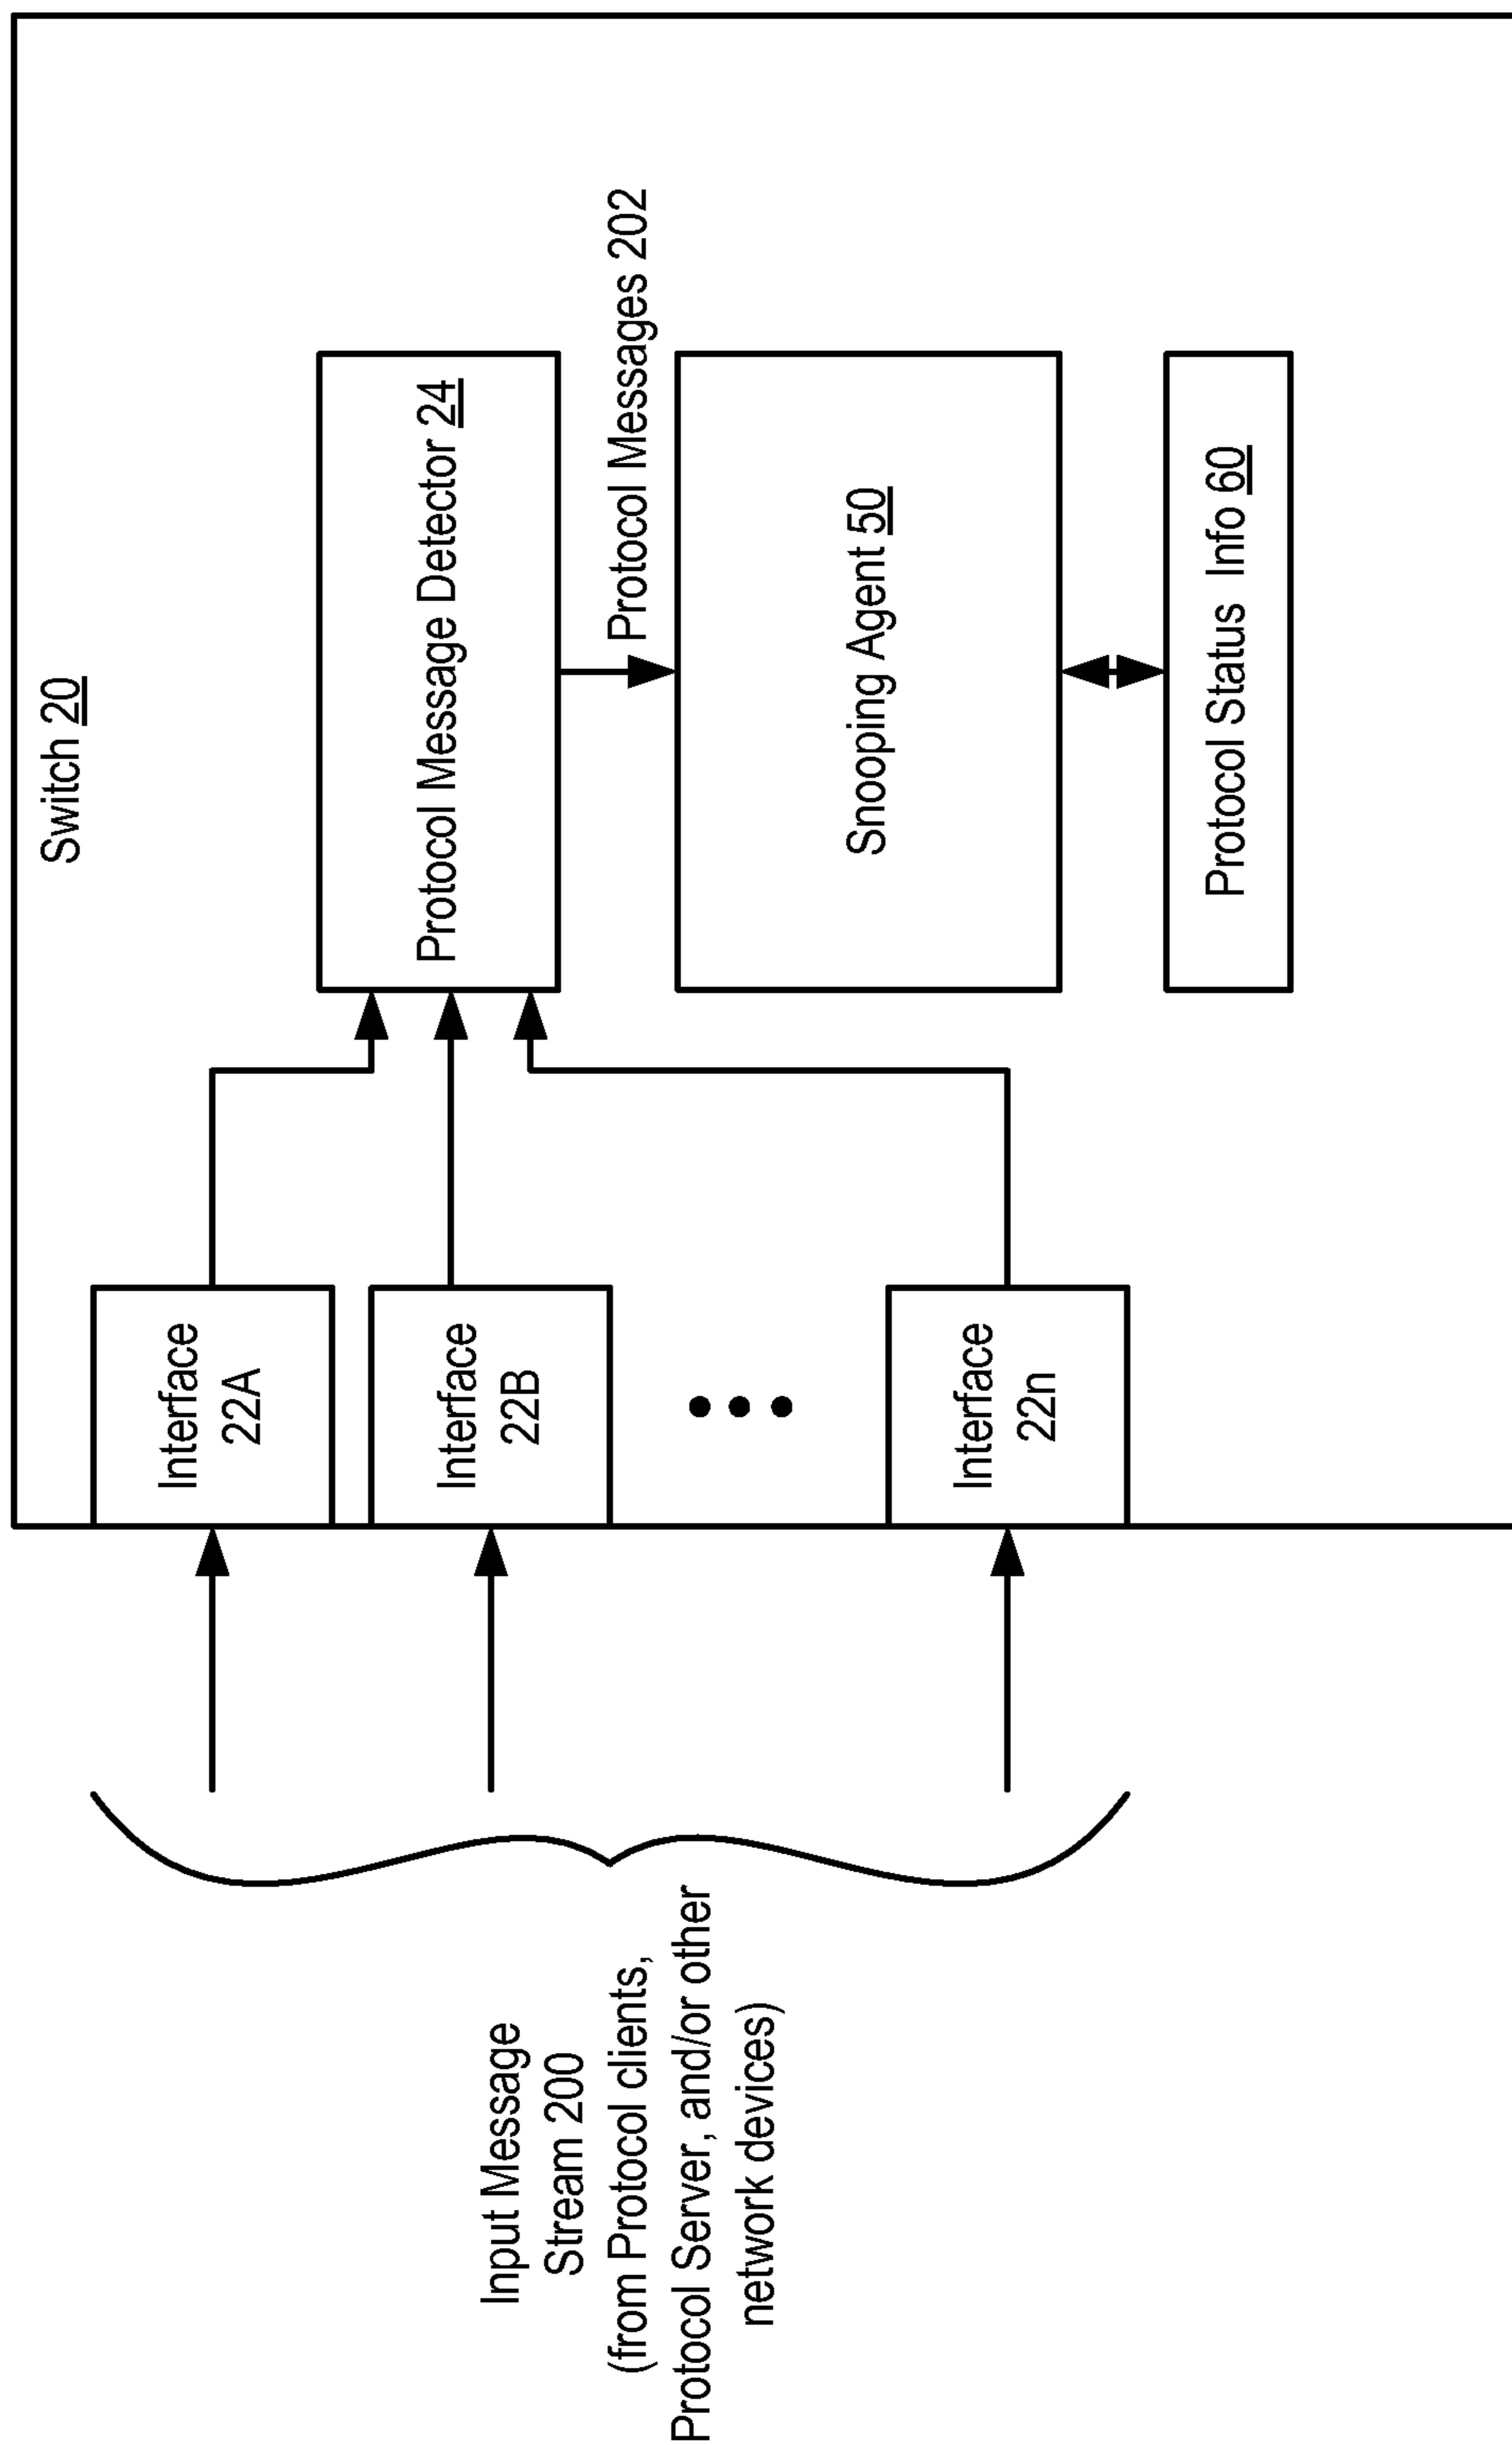 Switch 20
Input Message
Stream 200
(from Protocol clients,
Protocol Server, and/or other
network devices)
Interface
22A
Interface
22B
Interface
22n
Protocol Message Detector 24
Protocol Messages 202
Snooping Agent 50
Protocol Status Info 60